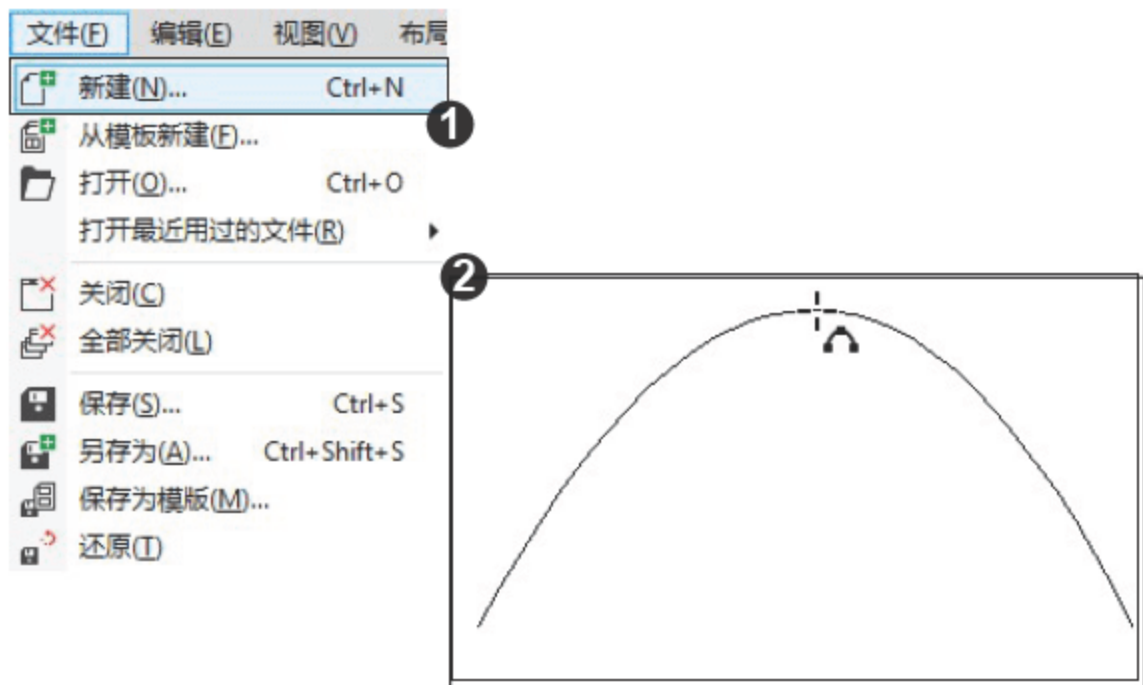 文件(F) 编辑(E) 视图(V) 布局
新建(N)... Ctrl+N
1
从模板新建(F)...
打开(O)... Ctrl+O
打开最近用过的文件(R)
2
关闭(C)
全部关闭(L)
保存(S)... Ctrl+S
另存为(A)... Ctrl+Shift+S
保存为模版(M)...
还原(T)